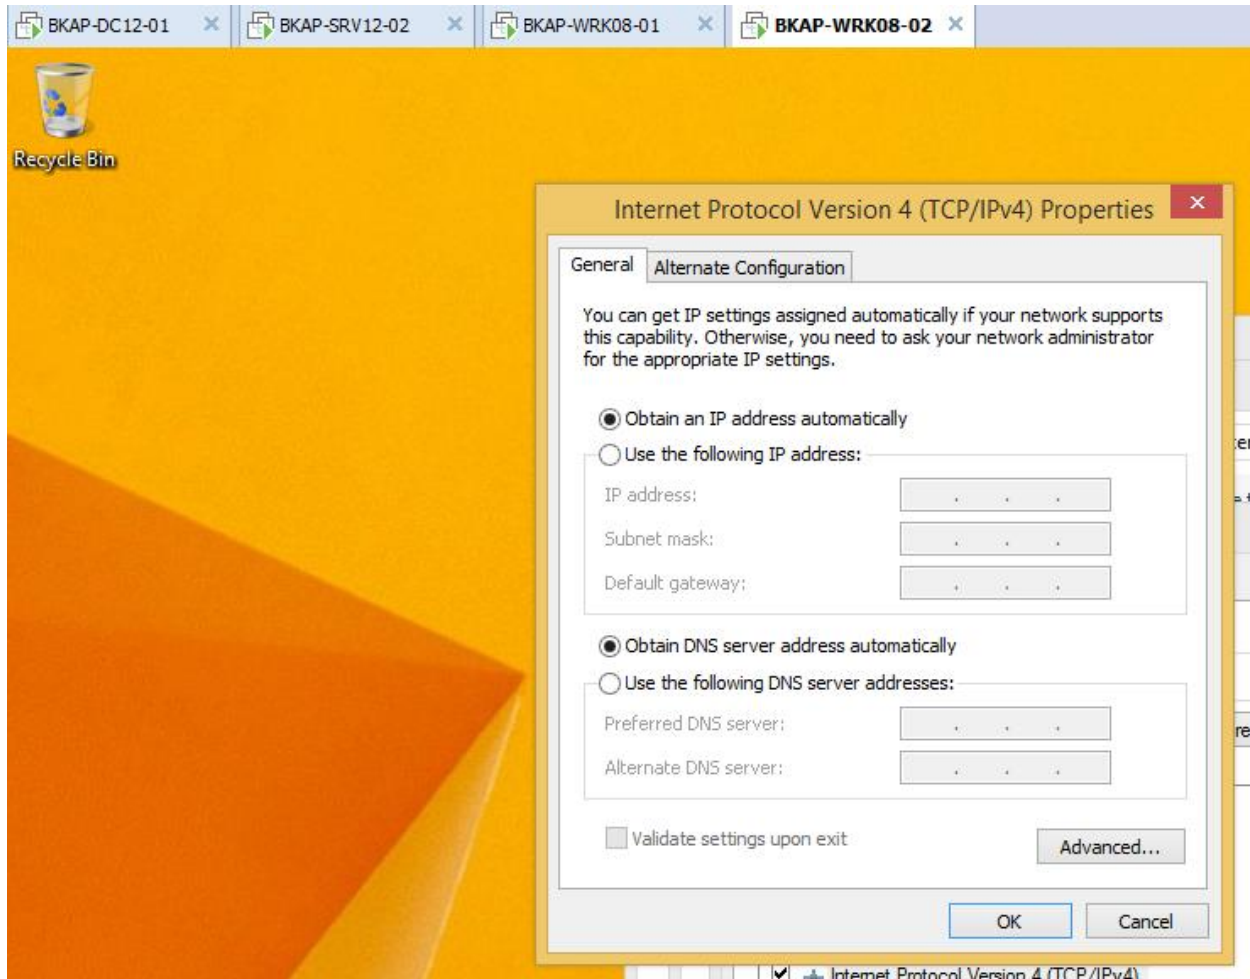 BKAP-DC12-01 BKAP-SRV12-02 BKAP-WRK08-01 BKAP-WRK08-02
Recycle Bin
Internet Protocol Version 4 (TCP/IPv4) Properties
General Alternate Configuration
You can get IP settings assigned automatically if your network supports
this capability. Otherwise, you need to ask your network administrator
for the appropriate IP settings.
Obtain an IP address automatically
Use the following IP address:
IP address:
Subnet mask:
Default gateway:
Obtain DNS server address automatically
Use the following DNS server addresses:
Preferred DNS server:
Alternate DNS server:
Validate settings upon exit
Advanced...
OK Cancel
Internet Protocol Version 4 (TCP/IPv4)